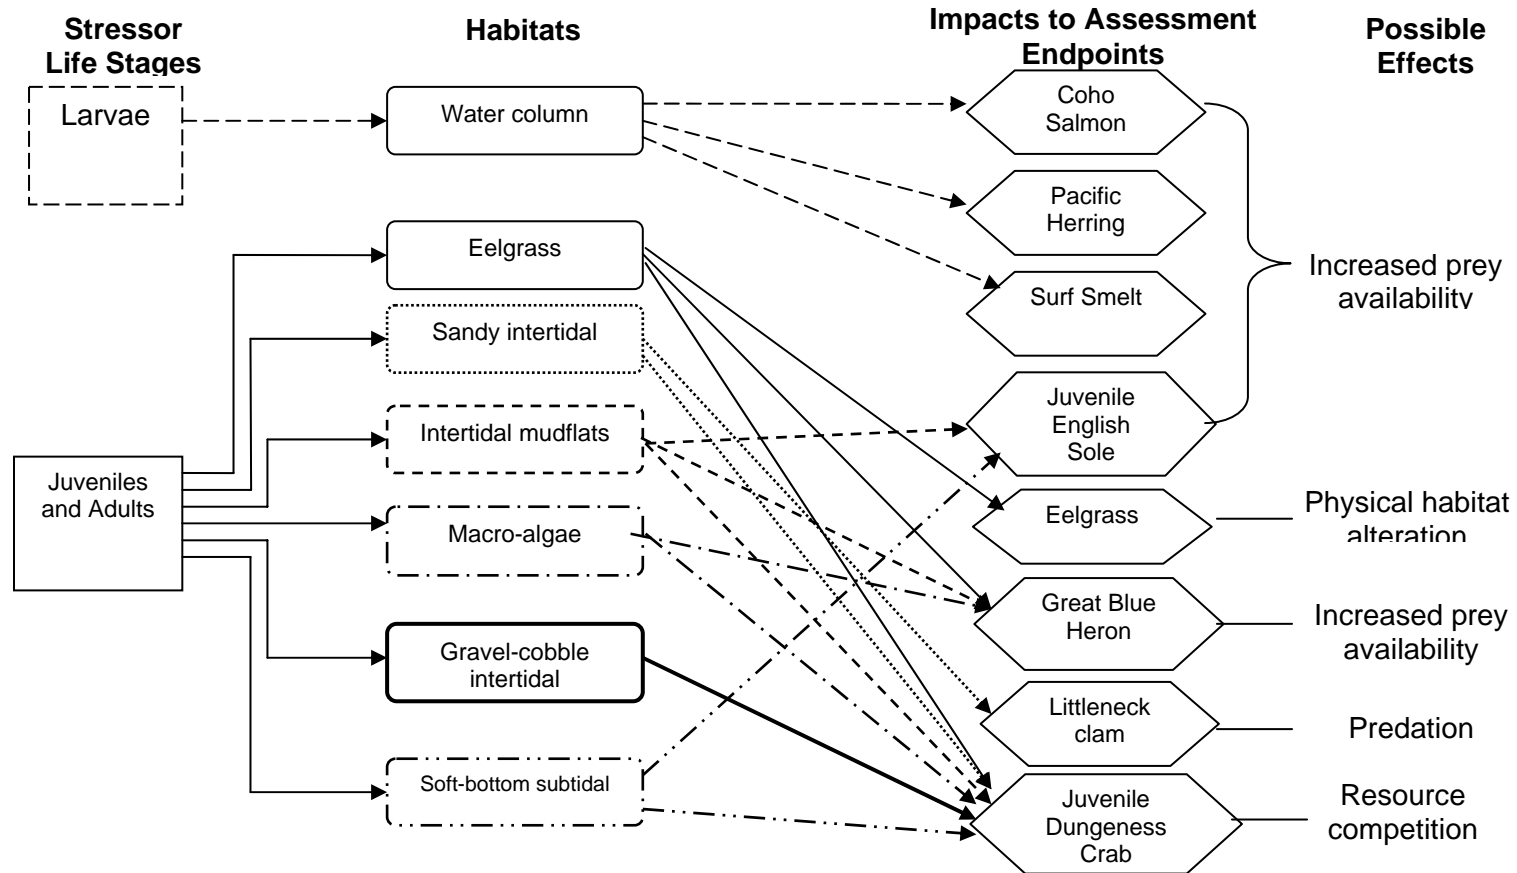 Stressor
Life Stages
Habitats
Impacts to Assessment
Endpoints
Possible
Effects
Larvae
Water column
Coho
Salmon
Pacific
Herring
Surf Smelt
Increased prey
availability
Eelgrass
Sandy intertidal
Intertidal mudflats
Juvenile
English
Sole
Juveniles
and Adults
Macro-algae
Eelgrass
Physical habitat
alteration
Gravel-cobble
intertidal
Great Blue
Heron
Increased prey
availability
Littleneck
clam
Predation
Soft-bottom subtidal
Juvenile
Dungeness
Crab
Resource
competition